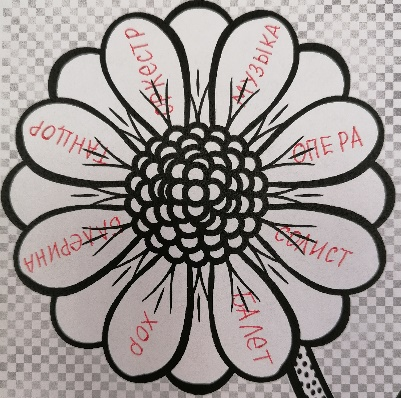 ОРКЕСТР
МУЗЫКА
ОПЕРА
СОЛИСТ
БАЛЕТ
ХОР
БАЛЕРИНА
ТАНЦОР